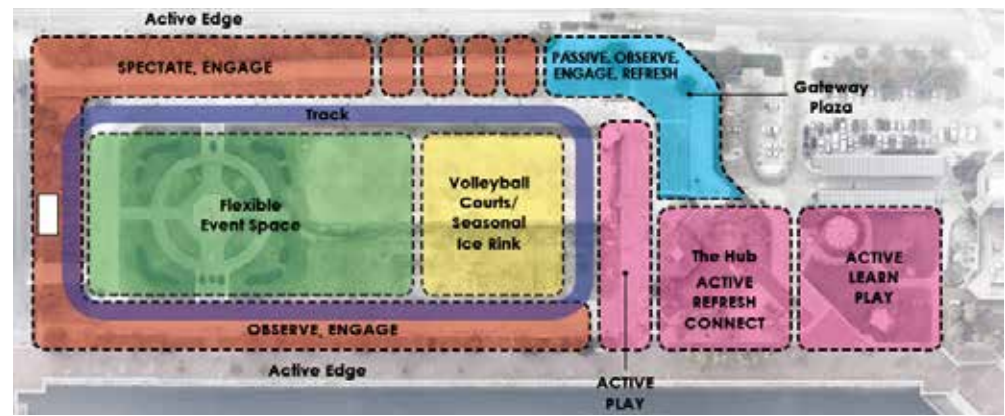 Active Edge
SPECTATE, ENGAGE
PASSIVE, OBSERVE,
ENGAGE, REFRESH
Gateway
Plaza
Track
Flexible
Event Space
Volleyball
Courts/
Seasonal
Ice Rink
The Hub
ACTIVE
REFRESH
CONNECT
ACTIVE
LEARN
PLAY
OBSERVE, ENGAGE
Active Edge
ACTIVE
PLAY